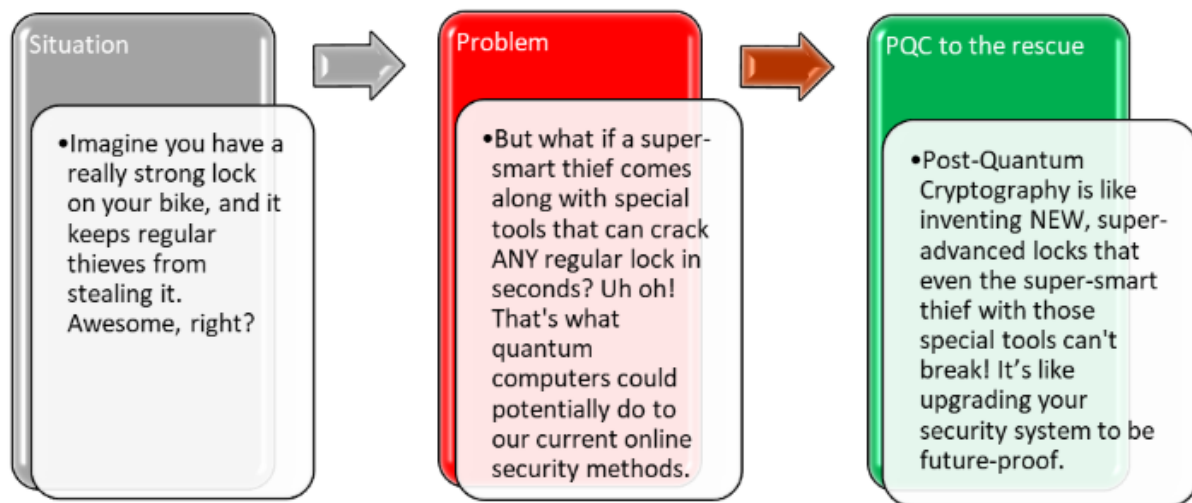 Situation
•Imagine you have a
really strong lock
on your bike, and it
keeps regular
thieves from
stealing it.
Awesome, right?
Problem
•But what if a super-
smart thief comes
along with special
tools that can crack
ANY regular lock in
seconds? Uh oh!
That's what
quantum
computers could
potentially do to
our current online
security methods.
PQC to the rescue
•Post-Quantum
Cryptography is like
inventing NEW, super-
advanced locks that
even the super-smart
thief with those
special tools can't
break! It’s like
upgrading your
security system to be
future-proof.